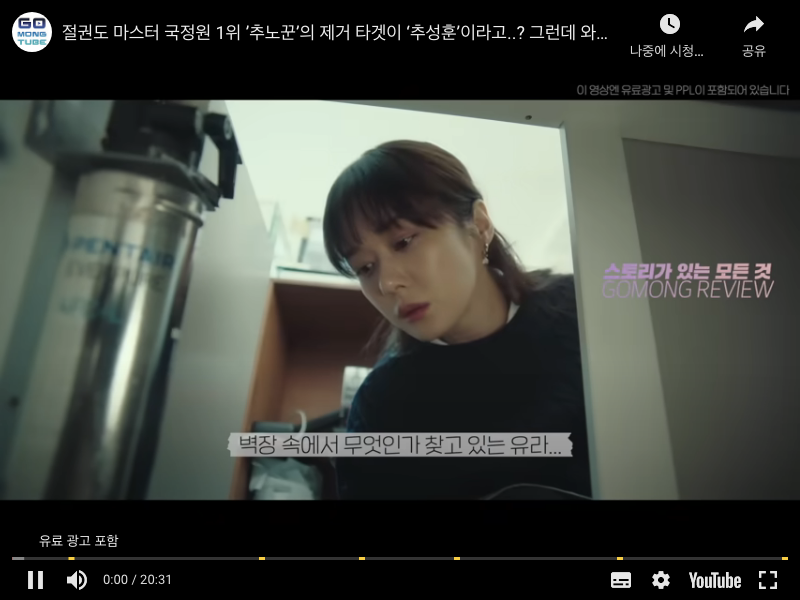 GO
MONG
TUBE
절권도 마스터 국정원 1위 '추노꾼'의 제거 타겟이 '추성훈'이라고..? 그런데 와...
나중에 시청...
공유
이 영상엔 유료광고 및 PPL이 포함되어 있습니다
PENTAIR
EVERPURE
스토리가 있는 모든 것
GOMONG REVIEW
벽장 속에서 무엇인가 찾고 있는 유라...
유료 광고 포함
0:00 / 20:31
YouTube